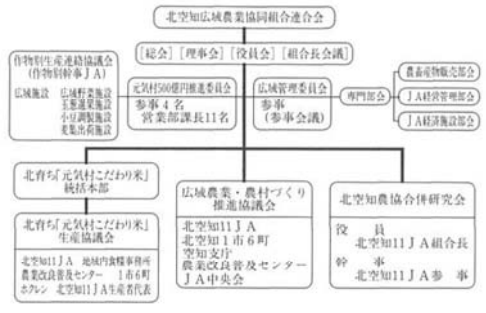 北空知広域農業協同組合連合会
[総会] [理事会] [役員会] [組合長会議]
作物別生産連絡協議会
(作物別幹事JA)
広域施設 広域野菜施設
玉葱選果施設
小豆調製施設
麦集出荷施設
元気村500億円推進委員会
参事4名
営業部課長11名
広域管理委員会
参事
(参事会議)
専門部会
農畜産物販売部会
JA経営管理部会
JA経済施設部会
北育ち「元気村こだわり米」
統括本部
北育ち「元気村こだわり米」
生産協議会
北空知11JA 地域内食糧事務所
農業改良普及センター 1市6町
ホクレン 北空知11JA生産者代表
広域農業・農村づくり
推進協議会
北空知11JA
北空知1市6町
空知支庁
農業改良普及センター
JA中央会
北空知農協合併研究会
役員
北空知11JA組合長
幹事
北空知11JA参事